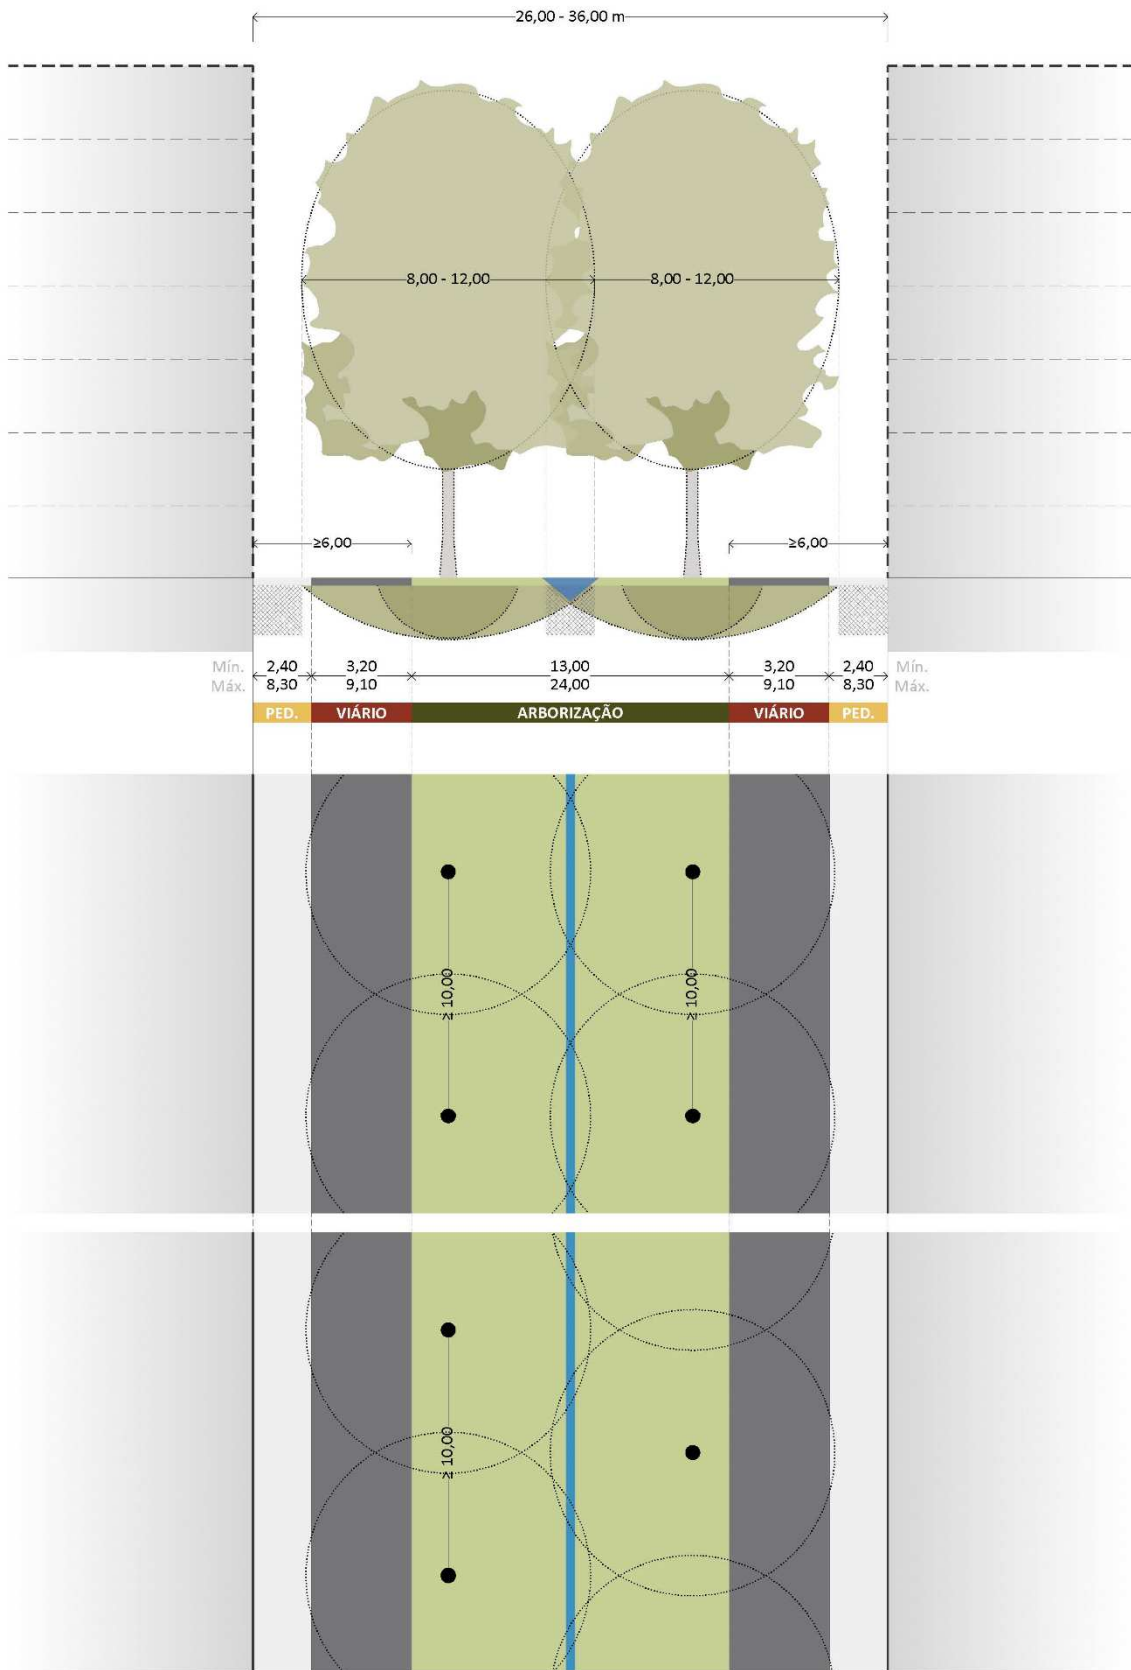 26,00 - 36,00 m
8,00 - 12,00 8,00 - 12,00
≥6,00 ≥6,00
Mín. 2,40 3,20 13,00 3,20 2,40 Mín.
Máx. 8,30 9,10 24,00 9,10 8,30 Máx.
PED. VIÁRIO ARBORIZAÇÃO VIÁRIO PED.
≥ 10,00 ≥ 10,00
≥ 10,00